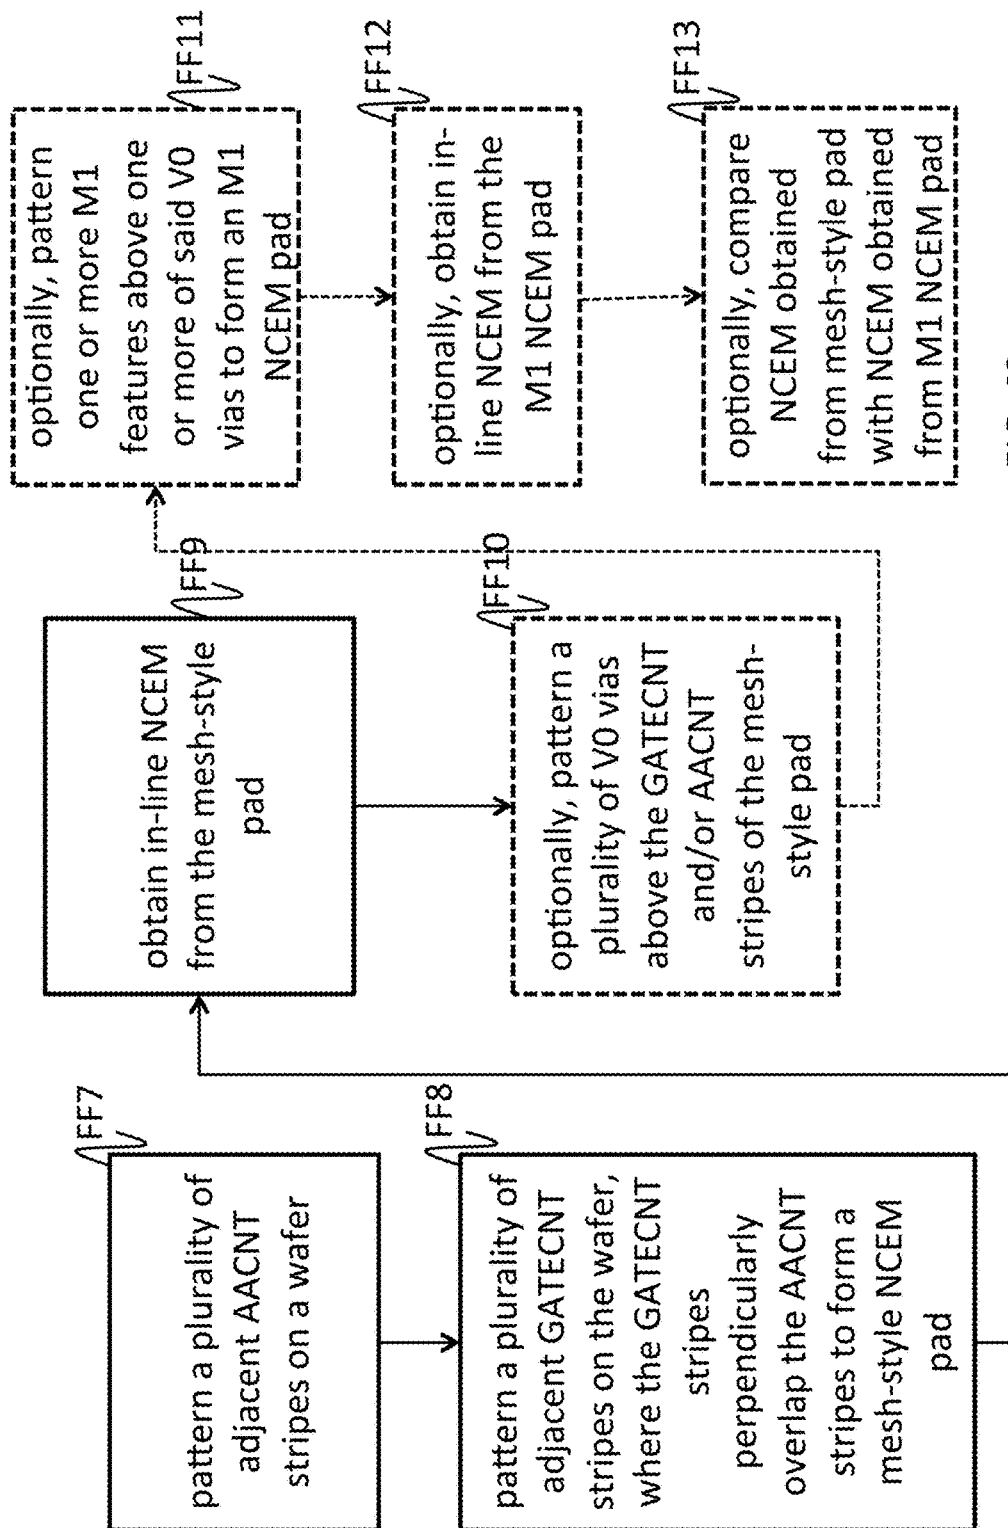 FF7
pattern a plurality of
adjacent AACNT
stripes on a wafer
FF8
pattern a plurality of
adjacent GATECNT
stripes on the wafer,
where the GATECNT
stripes
perpendicularly
overlap the AACNT
stripes to form a
mesh-style NCEM
pad
FF9
obtain in-line NCEM
from the mesh-style
pad
FF10
optionally, pattern a
plurality of V0 vias
above the GATECNT
and/or AACNT
stripes of the mesh-
style pad
FF11
optionally, pattern
one or more M1
features above one
or more of said V0
vias to form an M1
NCEM pad
FF12
optionally, obtain in-
line NCEM from the
M1 NCEM pad
FF13
optionally, compare
NCEM obtained
from mesh-style pad
with NCEM obtained
from M1 NCEM pad